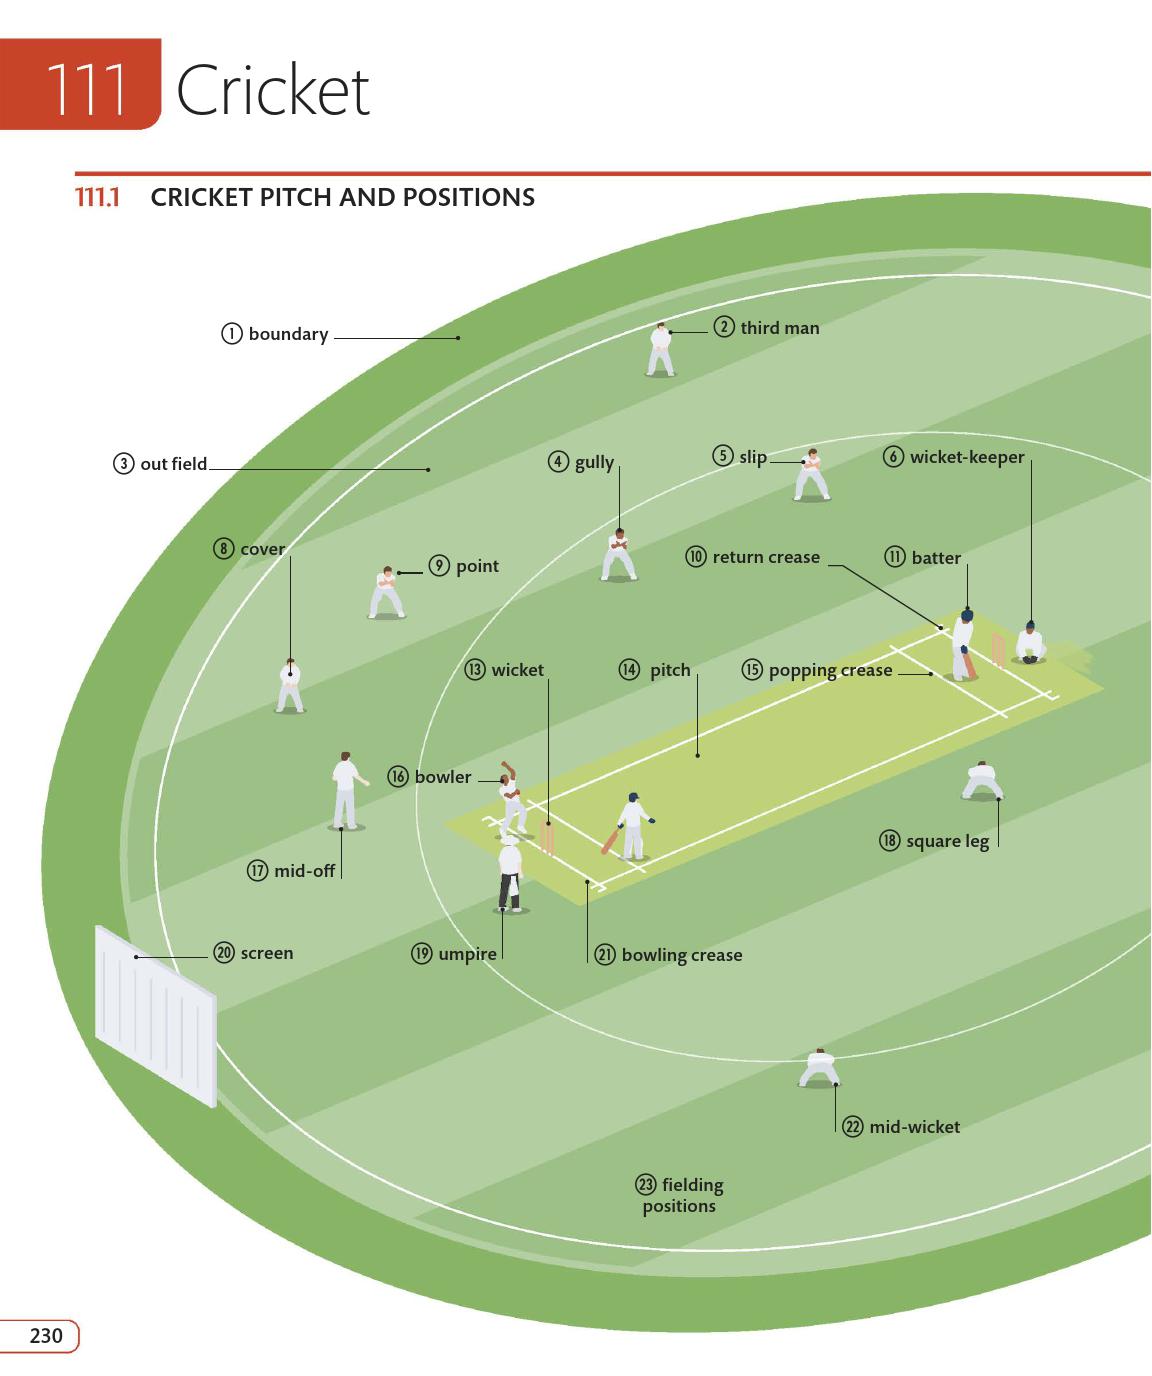 111 Cricket
111.1 CRICKET PITCH AND POSITIONS
1 boundary
2 third man
3 out field
4 gully
5 slip
6 wicket-keeper
8 cover
9 point
10 return crease
11 batter
13 wicket
14 pitch
15 popping crease
16 bowler
17 mid-off
18 square leg
19 umpire
20 screen
21 bowling crease
22 mid-wicket
23 fielding
positions
230